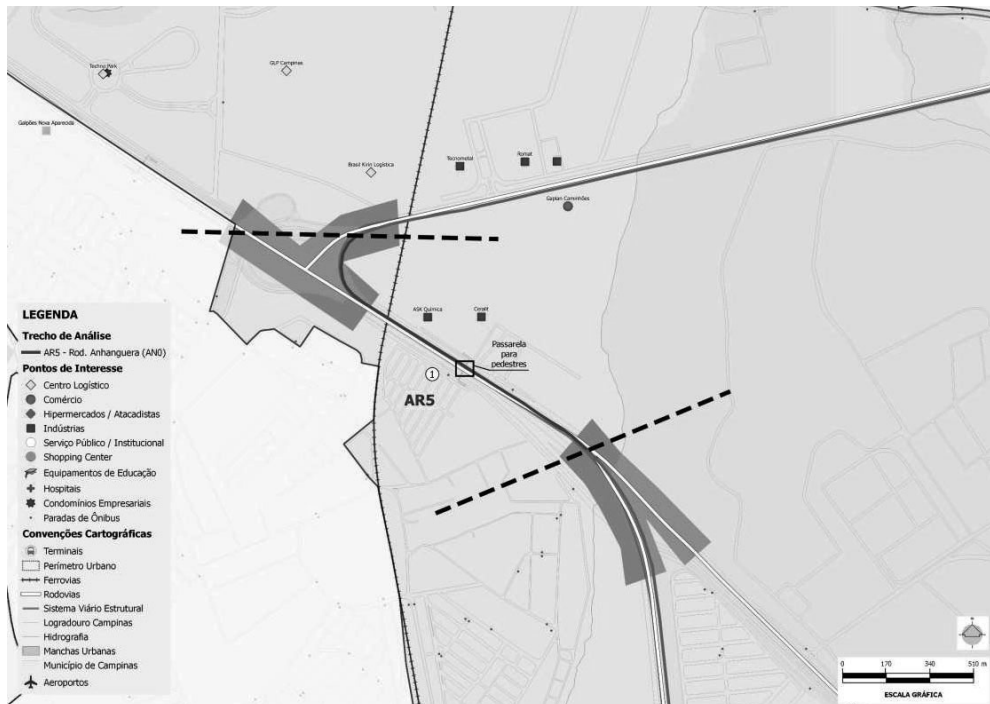 Techno Park
GLP Campinas
Galpões Nova Aparecida
Brasil Kirin Logística
Tecnometal
Romat
Gaplan Caminhões
ASK Química
Coralit
Passarela
para
pedestres
1
AR5
LEGENDA
Trecho de Análise
AR5 - Rod. Anhanguera (AN0)
Pontos de Interesse
Centro Logístico
Comércio
Hipermercados / Atacadistas
Indústrias
Serviço Público / Institucional
Shopping Center
Equipamentos de Educação
Hospitais
Condomínios Empresariais
Paradas de Ônibus
Convenções Cartográficas
Terminais
Perímetro Urbano
Ferrovias
Rodovias
Sistema Viário Estrutural
Logradouro Campinas
Hidrografia
Manchas Urbanas
Município de Campinas
Aeroportos
0 170 340 510 m
ESCALA GRÁFICA